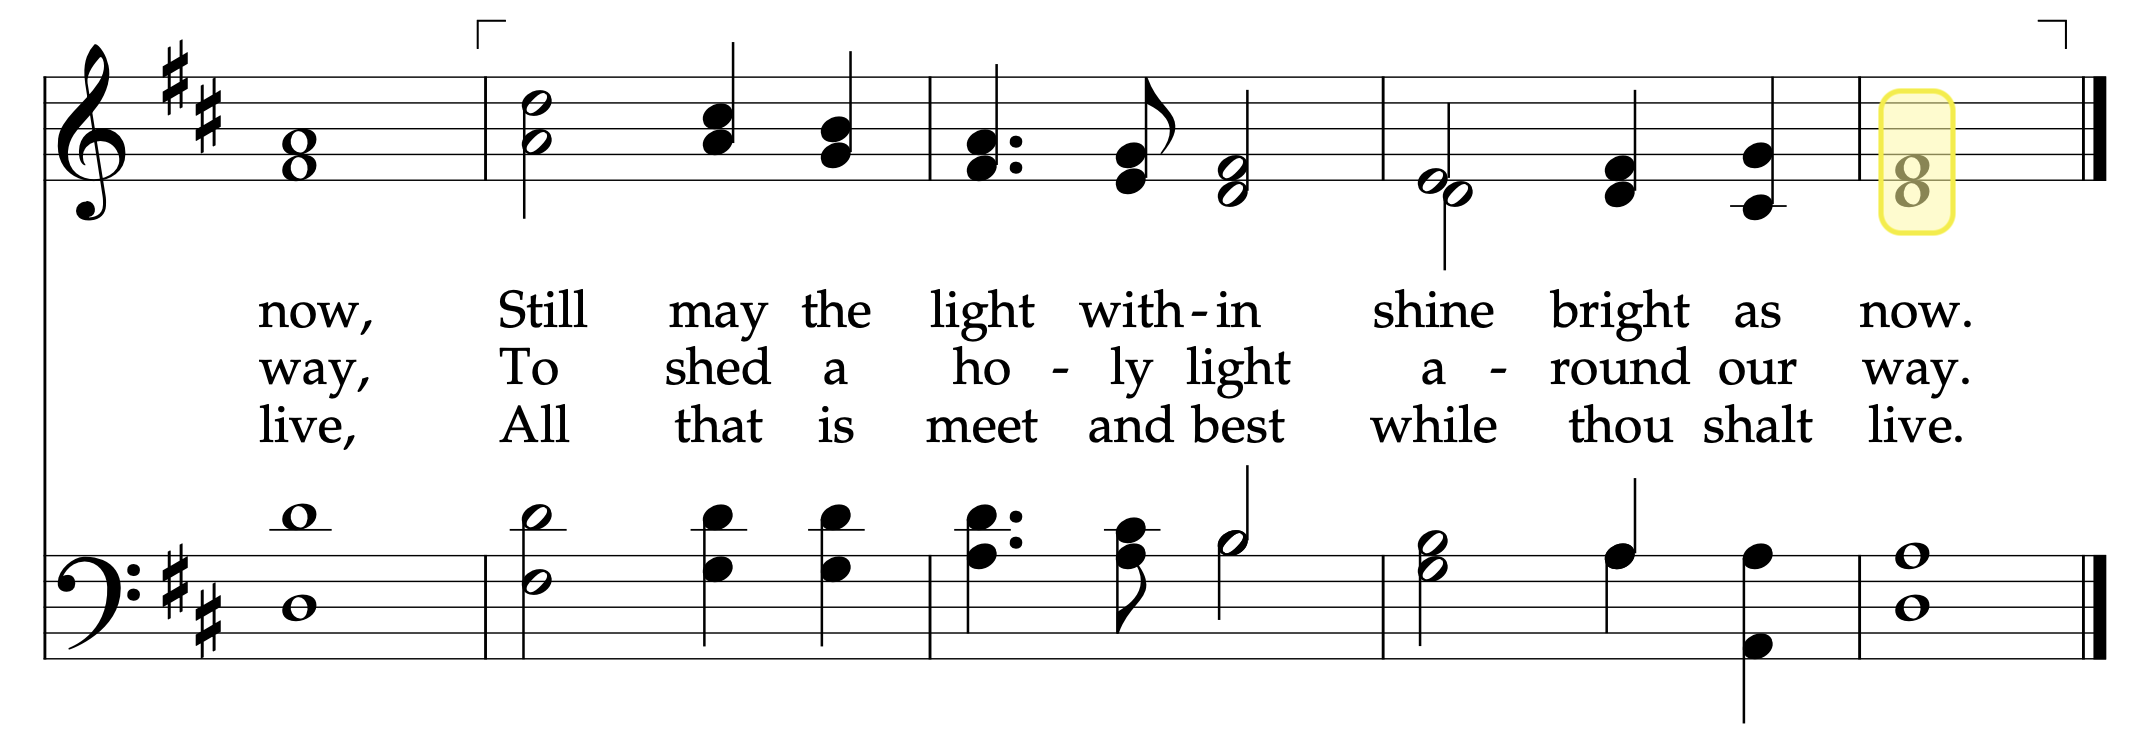 now, Still may the light with - in shine bright as now.
way, To shed a ho - ly light a - round our way.
live, All that is meet and best while thou shalt live.